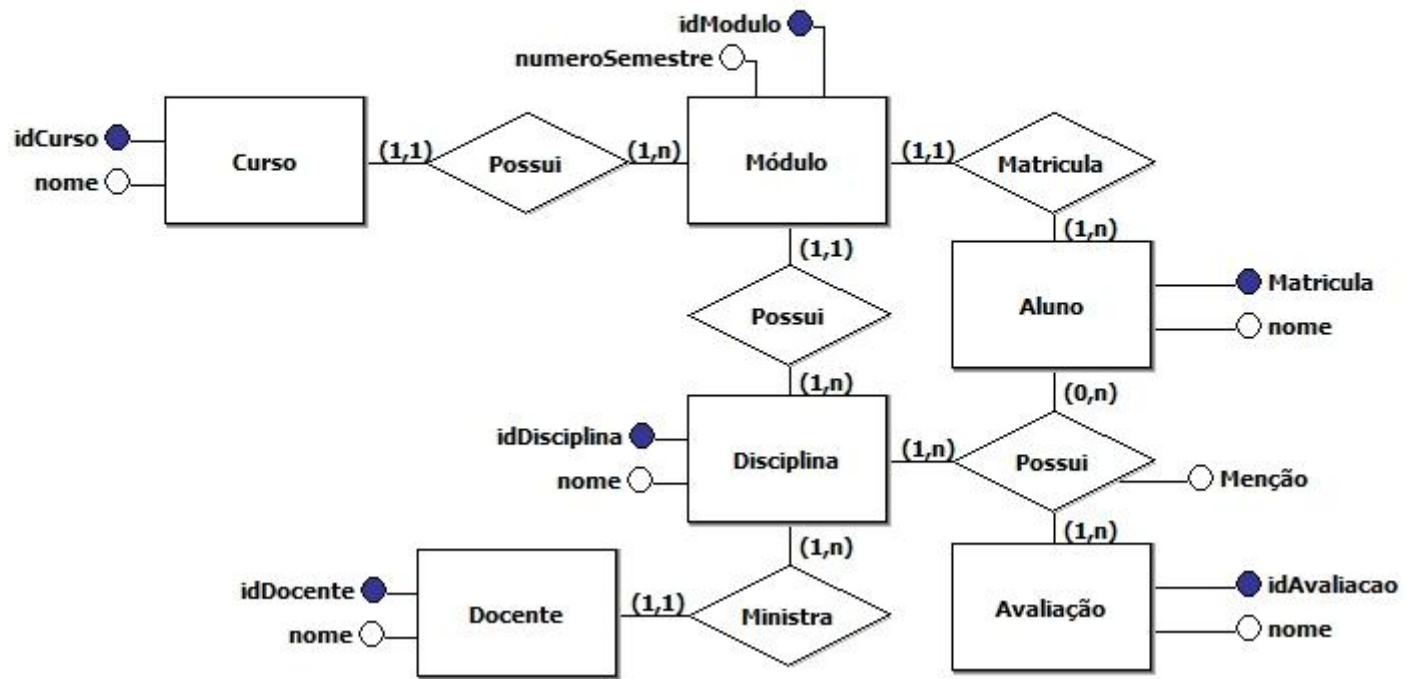 idModulo
numeroSemestre
idCurso
nome
Curso
(1,1)
Possui
(1,n)
Módulo
(1,1)
Matricula
(1,n)
Aluno
Matricula
nome
(1,1)
Possui
(1,n)
idDisciplina
nome
Disciplina
(1,n)
(0,n)
Possui
Menção
(1,n)
Avaliação
idAvaliacao
nome
(1,n)
Ministra
(1,1)
Docente
idDocente
nome